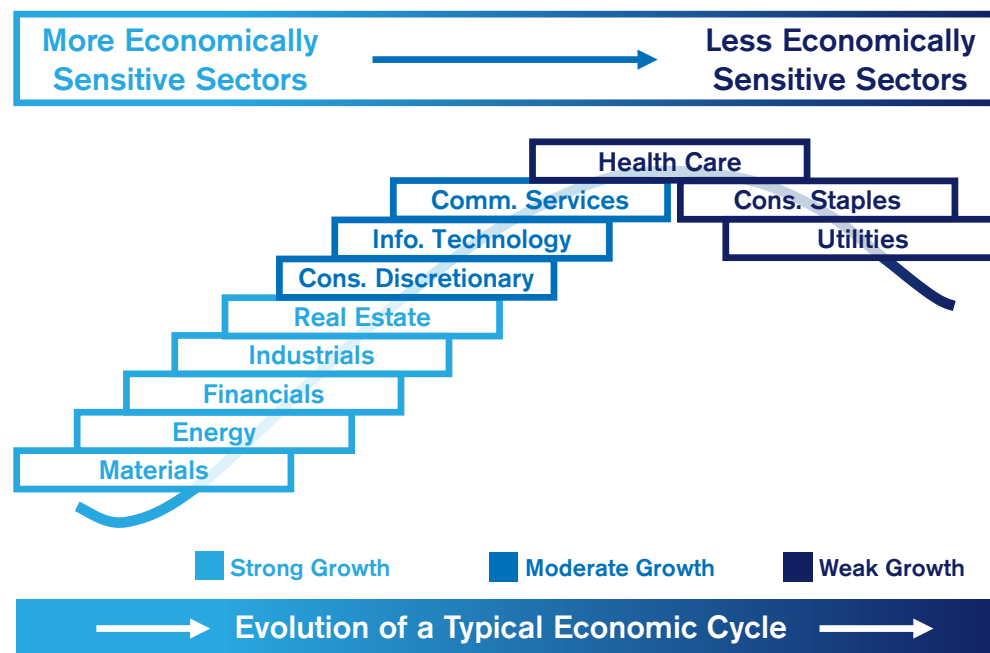 More Economically
Sensitive Sectors
Less Economically
Sensitive Sectors
Health Care
Comm. Services
Cons. Staples
Info. Technology
Utilities
Cons. Discretionary
Real Estate
Industrials
Financials
Energy
Materials
Strong Growth
Moderate Growth
Weak Growth
Evolution of a Typical Economic Cycle